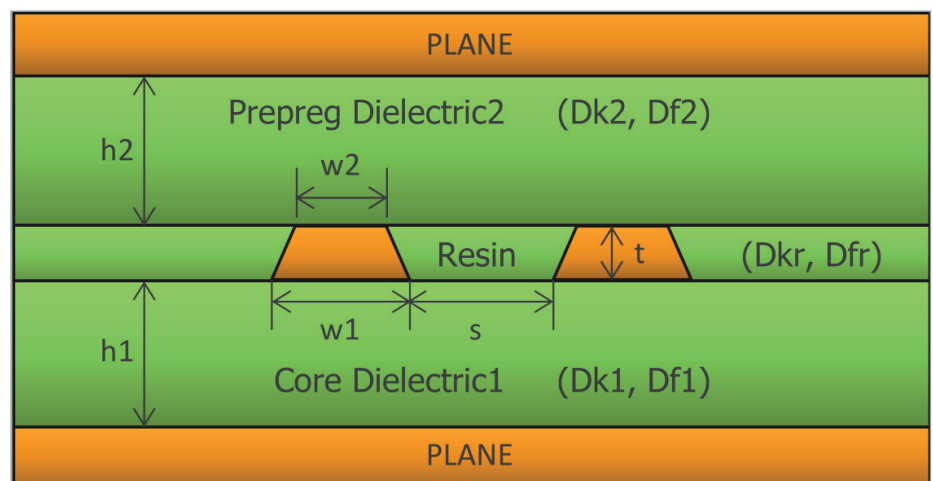 PLANE
Prepreg Dielectric2 (Dk2, Df2)
h2
w2
Resin
t
(Dkr, Dfr)
w1
s
h1
Core Dielectric1 (Dk1, Df1)
PLANE